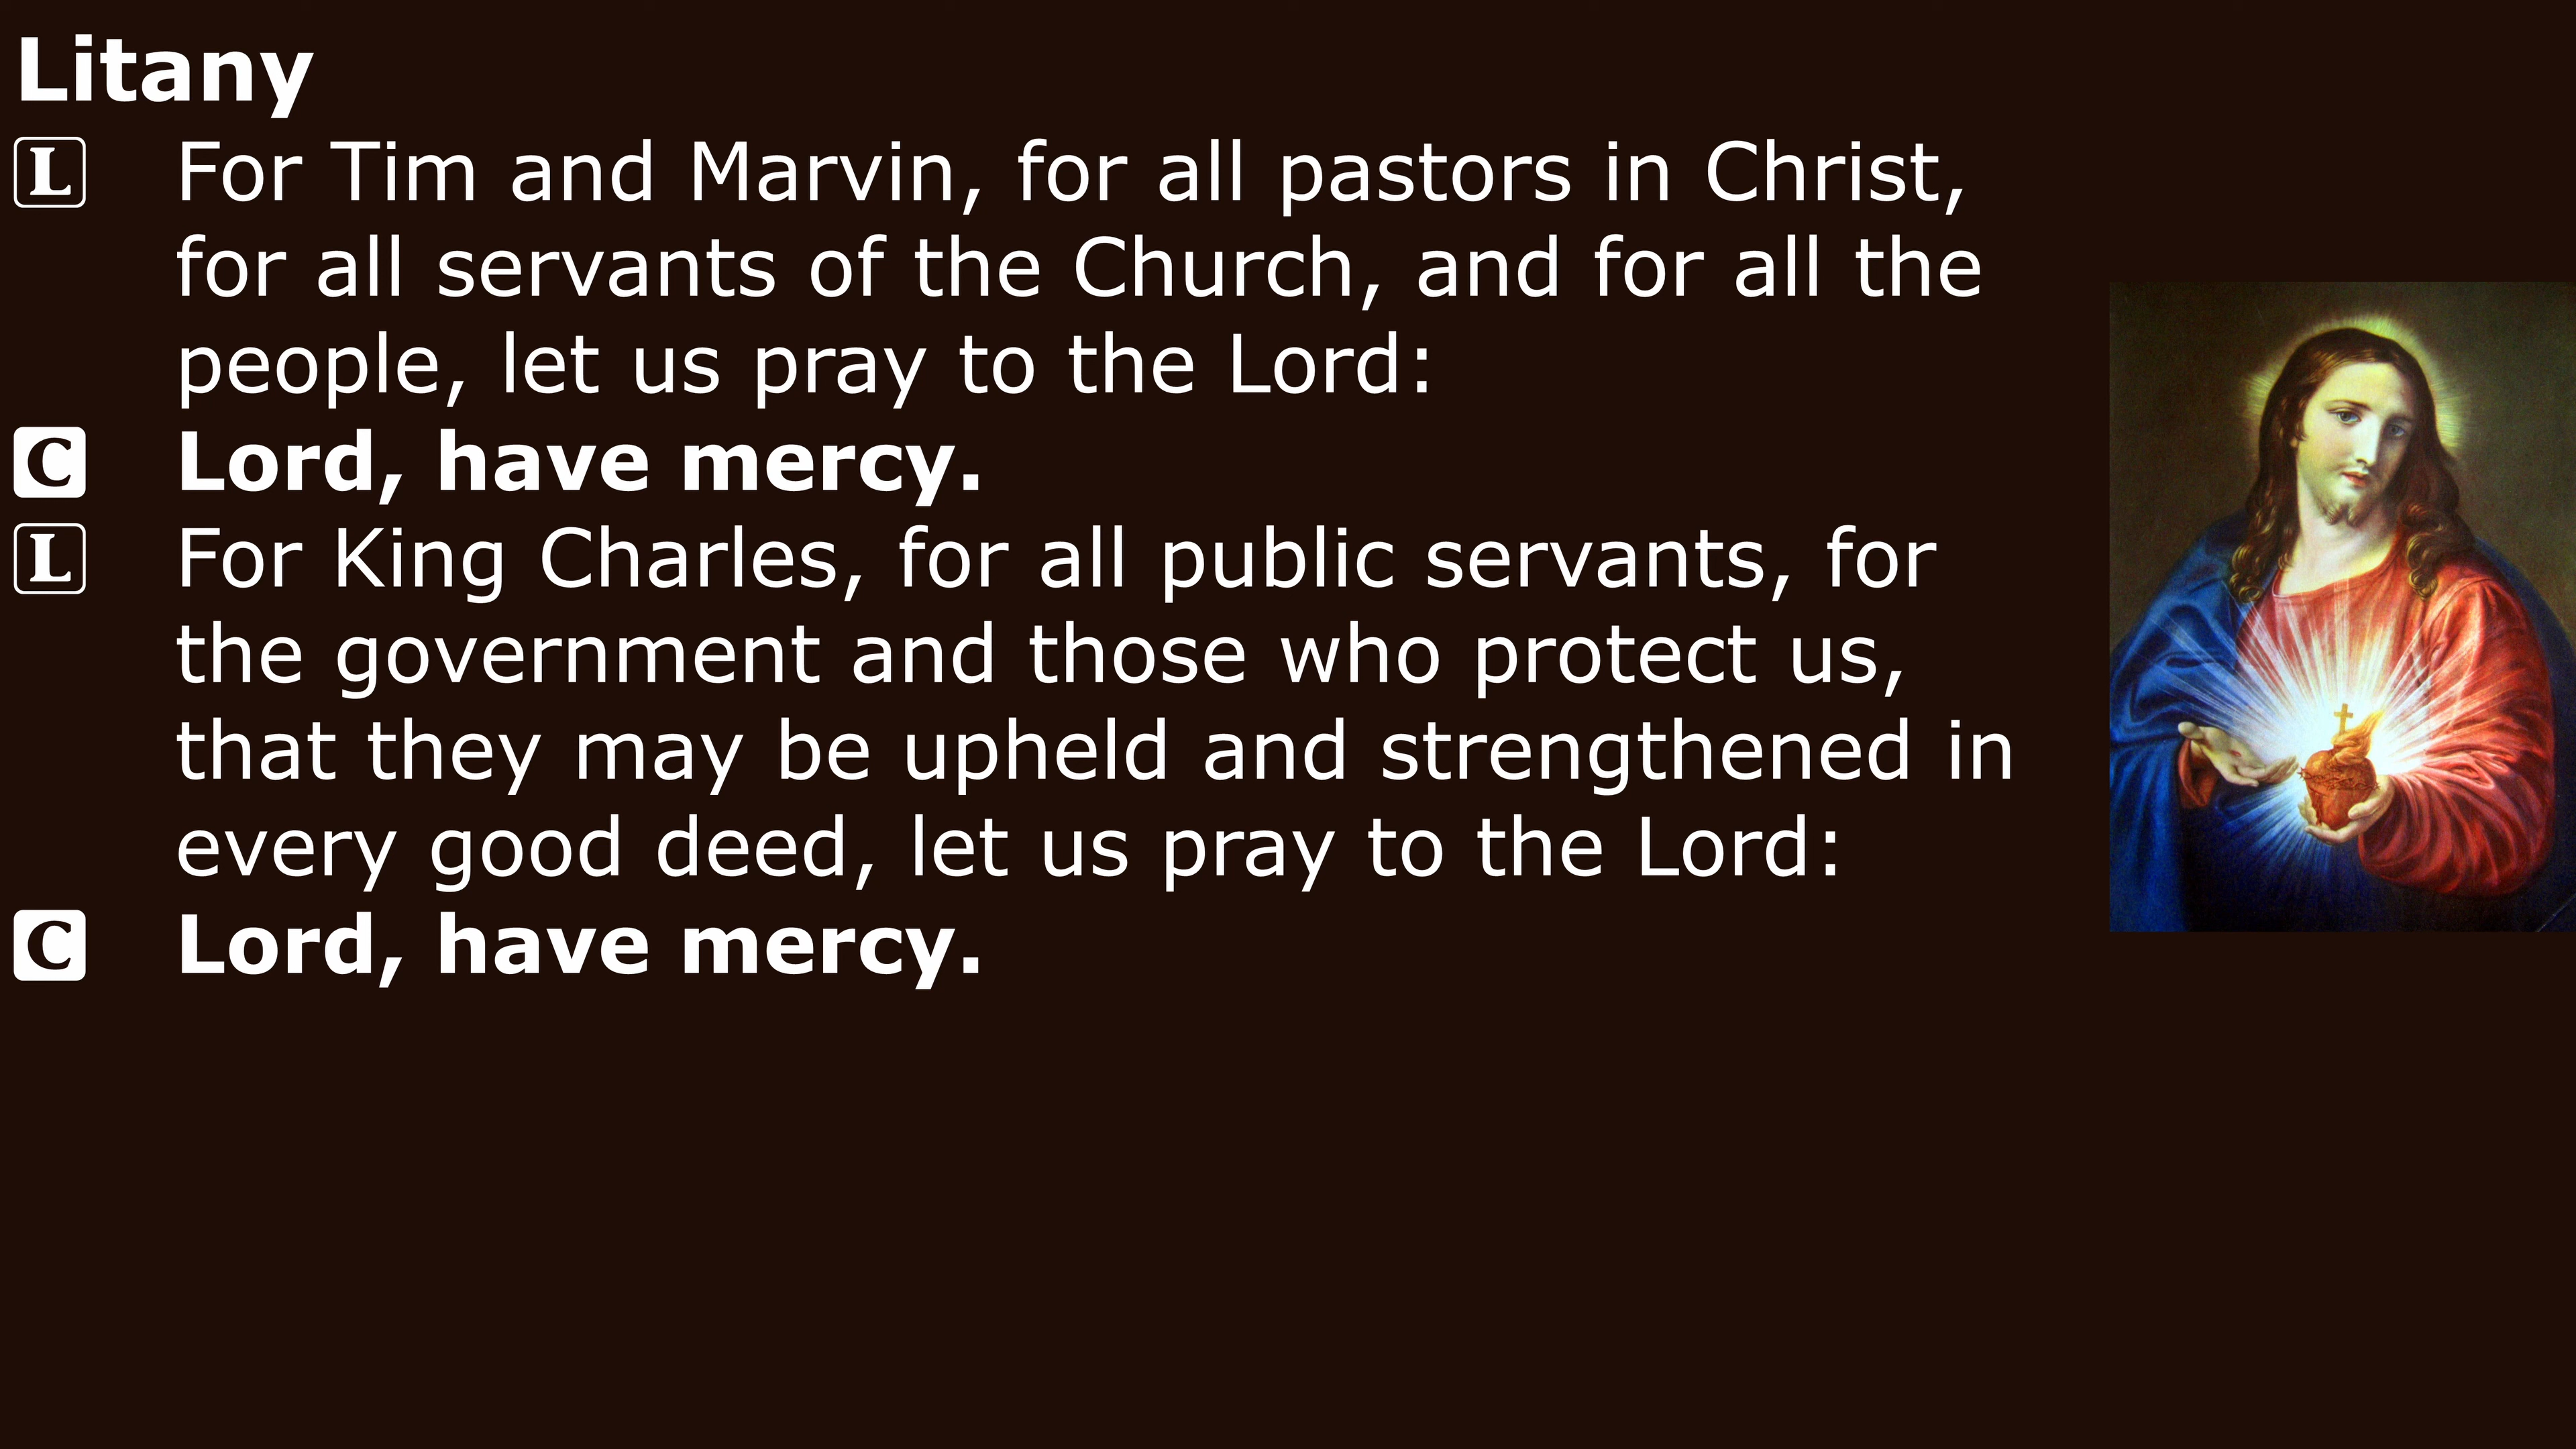 Litany
L For Tim and Marvin, for all pastors in Christ,
for all servants of the Church, and for all the
people, let us pray to the Lord:
C Lord, have mercy.
L For King Charles, for all public servants, for
the government and those who protect us,
that they may be upheld and strengthened in
every good deed, let us pray to the Lord:
C Lord, have mercy.